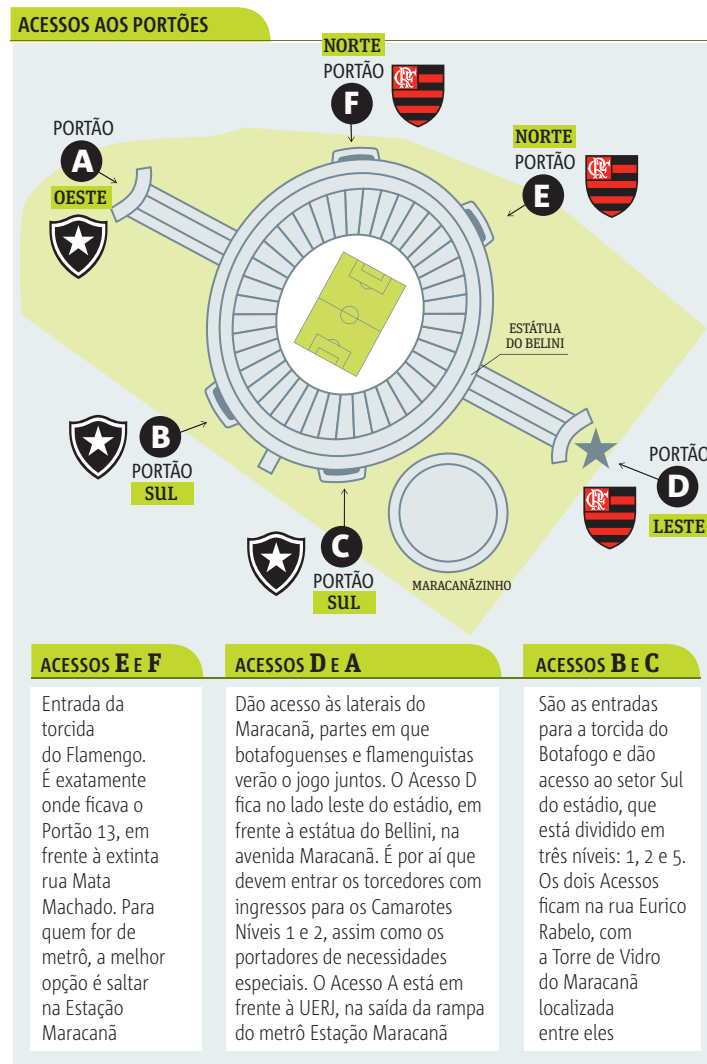 ACESSOS AOS PORTÕES
NORTE
PORTÃO
F
PORTÃO
A
OESTE
NORTE
PORTÃO
E
ESTÁTUA
DO BELINI
B
PORTÃO
SUL
PORTÃO
D
LESTE
C
PORTÃO
SUL
MARACANÃZINHO
ACESSOS E E F
Entrada da
torcida
do Flamengo.
É exatamente
onde ficava o
Portão 13, em
frente à extinta
rua Mata
Machado. Para
quem for de
metrô, a melhor
opção é saltar
na Estação
Maracanã
ACESSOS D E A
Dão acesso às laterais do
Maracanã, partes em que
botafoguenses e flamenguistas
verão o jogo juntos. O Acesso D
fica no lado leste do estádio, em
frente à estátua do Bellini, na
avenida Maracanã. É por aí que
devem entrar os torcedores com
ingressos para os Camarotes
Níveis 1 e 2, assim como os
portadores de necessidades
especiais. O Acesso A está em
frente à UERJ, na saída da rampa
do metrô Estação Maracanã
ACESSOS B E C
São as entradas
para a torcida do
Botafogo e dão
acesso ao setor Sul
do estádio, que
está dividido em
três níveis: 1, 2 e 5.
Os dois Acessos
ficam na rua Eurico
Rabelo, com
a Torre de Vidro
do Maracanã
localizada
entre eles